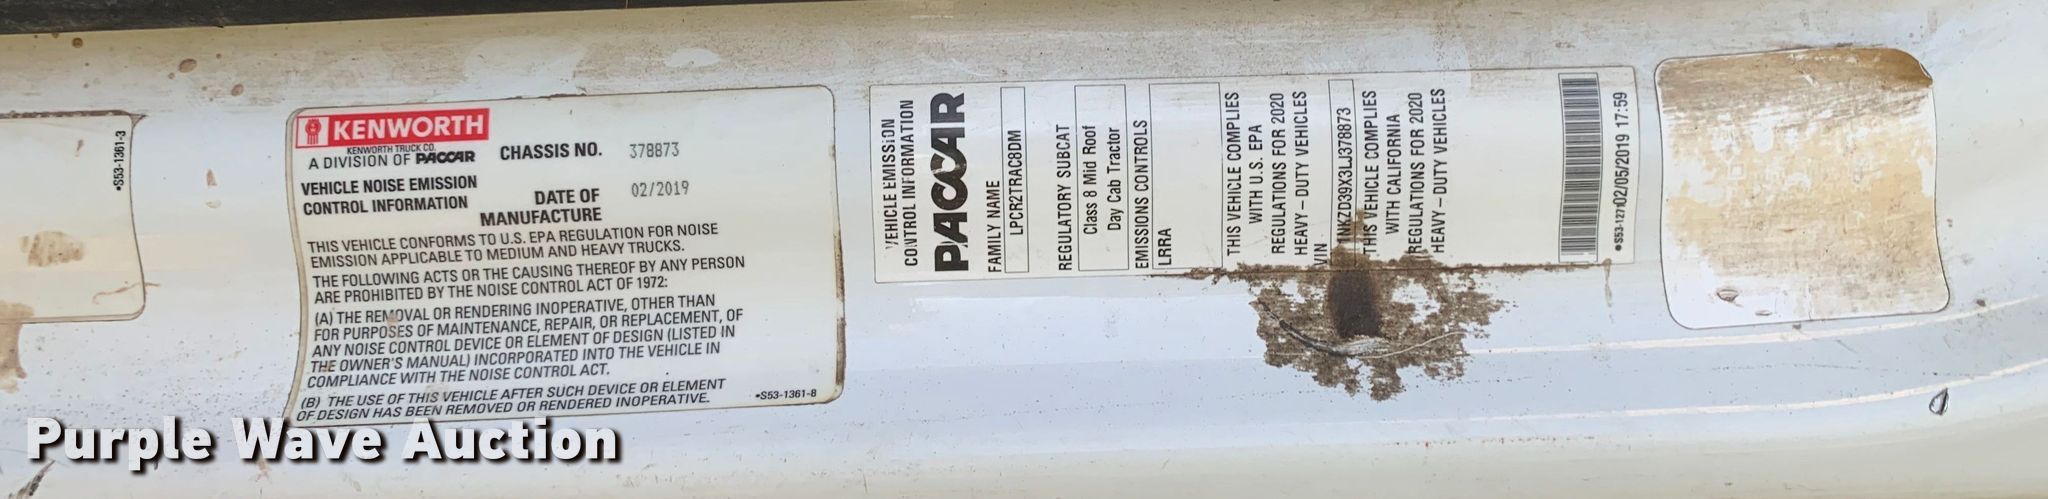 •S53-1361-3
KENWORTH
KENWORTH TRUCK CO.
A DIVISION OF PACCAR
CHASSIS NO. 378873
VEHICLE NOISE EMISSION
CONTROL INFORMATION
DATE OF
MANUFACTURE
02/2019
THIS VEHICLE CONFORMS TO U.S. EPA REGULATION FOR NOISE
EMISSION APPLICABLE TO MEDIUM AND HEAVY TRUCKS.
THE FOLLOWING ACTS OR THE CAUSING THEREOF BY ANY PERSON
ARE PROHIBITED BY THE NOISE CONTROL ACT OF 1972:
(A) THE REMOVAL OR RENDERING INOPERATIVE, OTHER THAN
FOR PURPOSES OF MAINTENANCE, REPAIR, OR REPLACEMENT, OF
ANY NOISE CONTROL DEVICE OR ELEMENT OF DESIGN (LISTED IN
THE OWNER'S MANUAL) INCORPORATED INTO THE VEHICLE IN
COMPLIANCE WITH THE NOISE CONTROL ACT.
(B) THE USE OF THIS VEHICLE AFTER SUCH DEVICE OR ELEMENT
OF DESIGN HAS BEEN REMOVED OR RENDERED INOPERATIVE.
•S53-1361-8
VEHICLE EMISSION
CONTROL INFORMATION
PACCAR
FAMILY NAME
LPCR2TRAC8DM
REGULATORY SUBCAT
Class 8 Mid Roof
Day Cab Tractor
EMISSIONS CONTROLS
LRRA
THIS VEHICLE COMPLIES
WITH U.S. EPA
REGULATIONS FOR 2020
HEAVY-DUTY VEHICLES
VIN
1NKZD39X3LJ378873
THIS VEHICLE COMPLIES
WITH CALIFORNIA
REGULATIONS FOR 2020
HEAVY-DUTY VEHICLES
•S53-1271
02/05/2019 17:59
Purple Wave Auction